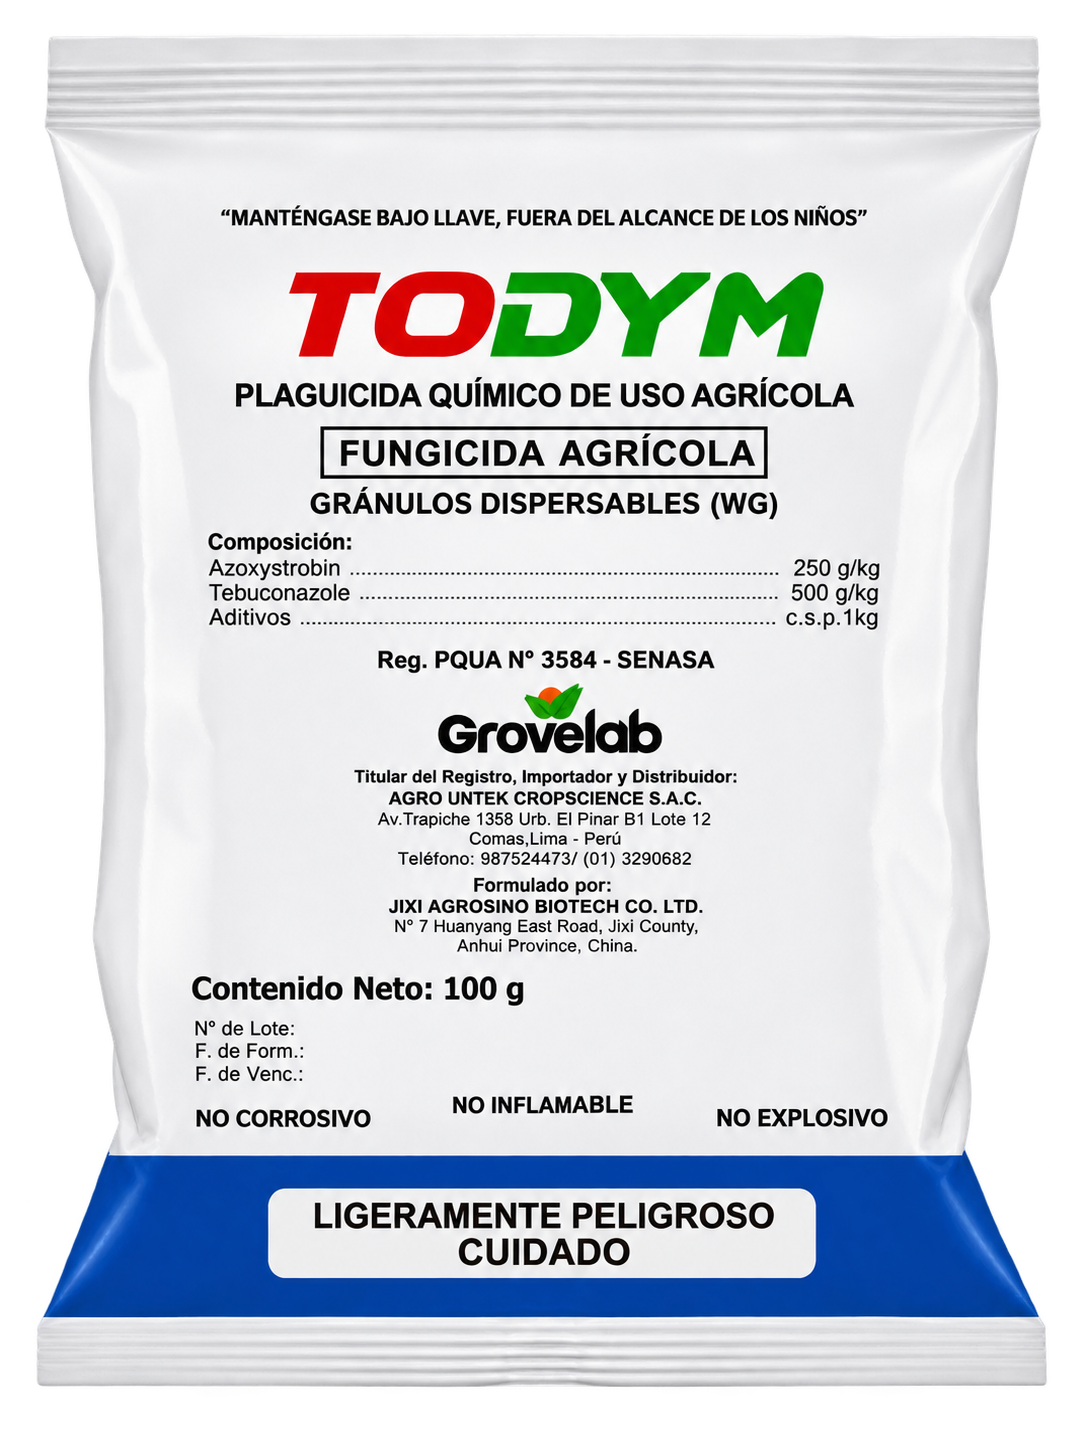 “MANTÉNGASE BAJO LLAVE, FUERA DEL ALCANCE DE LOS NIÑOS”
TODYM
PLAGUICIDA QUÍMICO DE USO AGRÍCOLA
FUNGICIDA AGRÍCOLA
GRÁNULOS DISPERSABLES (WG)
Composición:
Azoxystrobin ........................................................................... 250 g/kg
Tebuconazole ......................................................................... 500 g/kg
Aditivos ................................................................................... c.s.p.1kg
Reg. PQUA Nº 3584 - SENASA
Grovelab
Titular del Registro, Importador y Distribuidor:
AGRO UNTEK CROPSCIENCE S.A.C.
Av.Trapiche 1358 Urb. El Pinar B1 Lote 12
Comas,Lima - Perú
Teléfono: 987524473/ (01) 3290682
Formulado por:
JIXI AGROSINO BIOTECH CO. LTD.
Nº 7 Huanyang East Road, Jixi County,
Anhui Province, China.
Contenido Neto: 100 g
Nº de Lote:
F. de Form.:
F. de Venc.:
NO CORROSIVO NO INFLAMABLE NO EXPLOSIVO
LIGERAMENTE PELIGROSO
CUIDADO